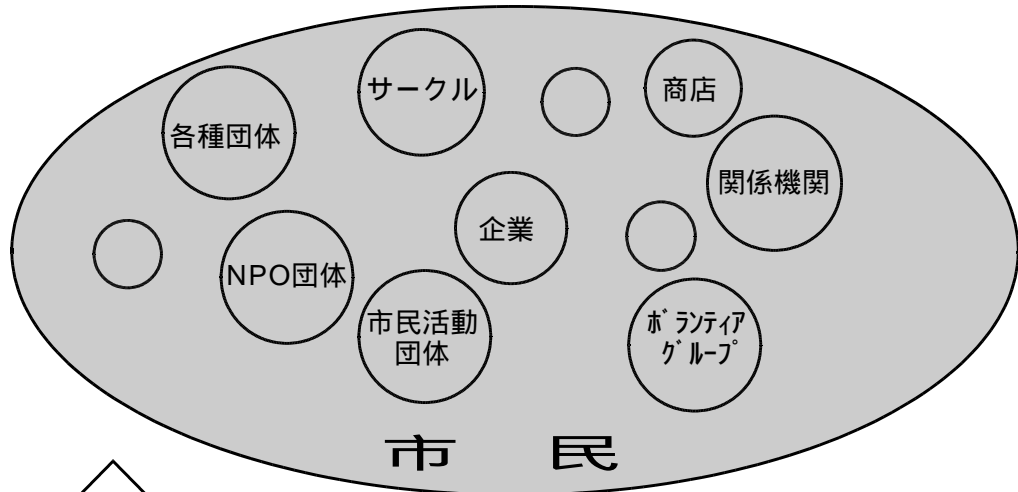 サークル
商店
各種団体
関係機関
企業
NPO団体
市民活動
団体
ﾎﾞﾗﾝﾃｨｱ
ｸﾞﾙｰﾌﾟ
市　民